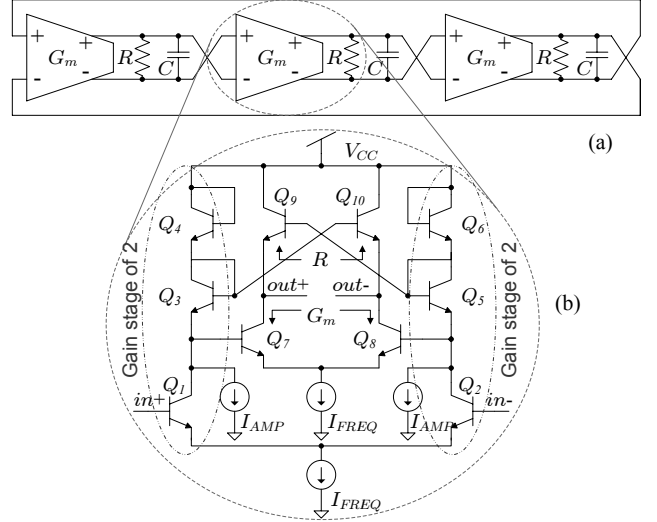 + - G_m + - R C
+ - G_m + - R C
+ - G_m + - R C
(a)
V_CC
Q_4 Q_9 Q_10 Q_6
Gain stage of 2
Gain stage of 2
R
Q_3 out+ out- Q_5
(b)
G_m
Q_7 Q_8
Q_1 Q_2
in+ in-
I_AMP I_FREQ I_AMP
I_FREQ